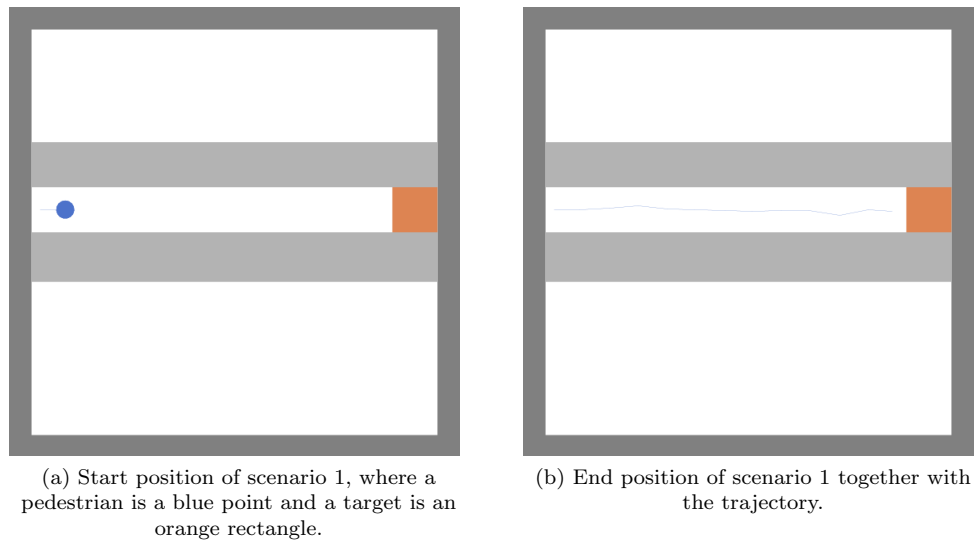 (a) Start position of scenario 1, where a
pedestrian is a blue point and a target is an
orange rectangle.
(b) End position of scenario 1 together with
the trajectory.